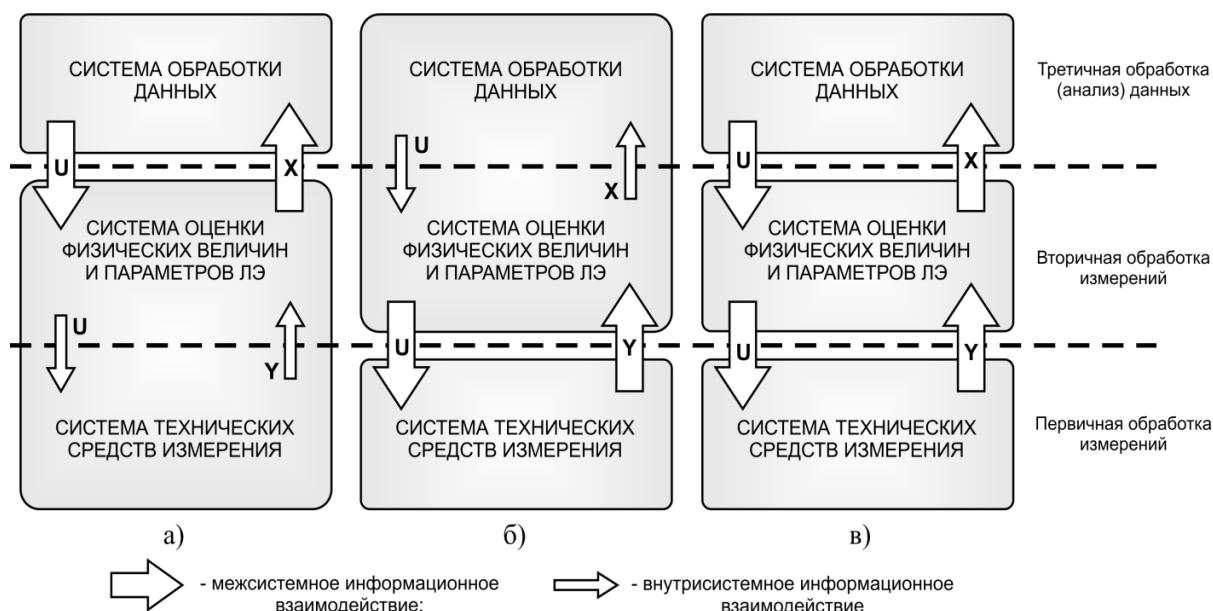 СИСТЕМА ОБРАБОТКИ
ДАННЫХ
U
X
СИСТЕМА ОЦЕНКИ
ФИЗИЧЕСКИХ ВЕЛИЧИН
И ПАРАМЕТРОВ ЛЭ
U
Y
СИСТЕМА ТЕХНИЧЕСКИХ
СРЕДСТВ ИЗМЕРЕНИЯ
а)
СИСТЕМА ОБРАБОТКИ
ДАННЫХ
U
X
СИСТЕМА ОЦЕНКИ
ФИЗИЧЕСКИХ ВЕЛИЧИН
И ПАРАМЕТРОВ ЛЭ
U
Y
СИСТЕМА ТЕХНИЧЕСКИХ
СРЕДСТВ ИЗМЕРЕНИЯ
б)
СИСТЕМА ОБРАБОТКИ
ДАННЫХ
U
X
СИСТЕМА ОЦЕНКИ
ФИЗИЧЕСКИХ ВЕЛИЧИН
И ПАРАМЕТРОВ ЛЭ
U
Y
СИСТЕМА ТЕХНИЧЕСКИХ
СРЕДСТВ ИЗМЕРЕНИЯ
в)
Третичная обработка
(анализ) данных
Вторичная обработка
измерений
Первичная обработка
измерений
- межсистемное информационное
взаимодействие;
- внутрисистемное информационное
взаимодействие